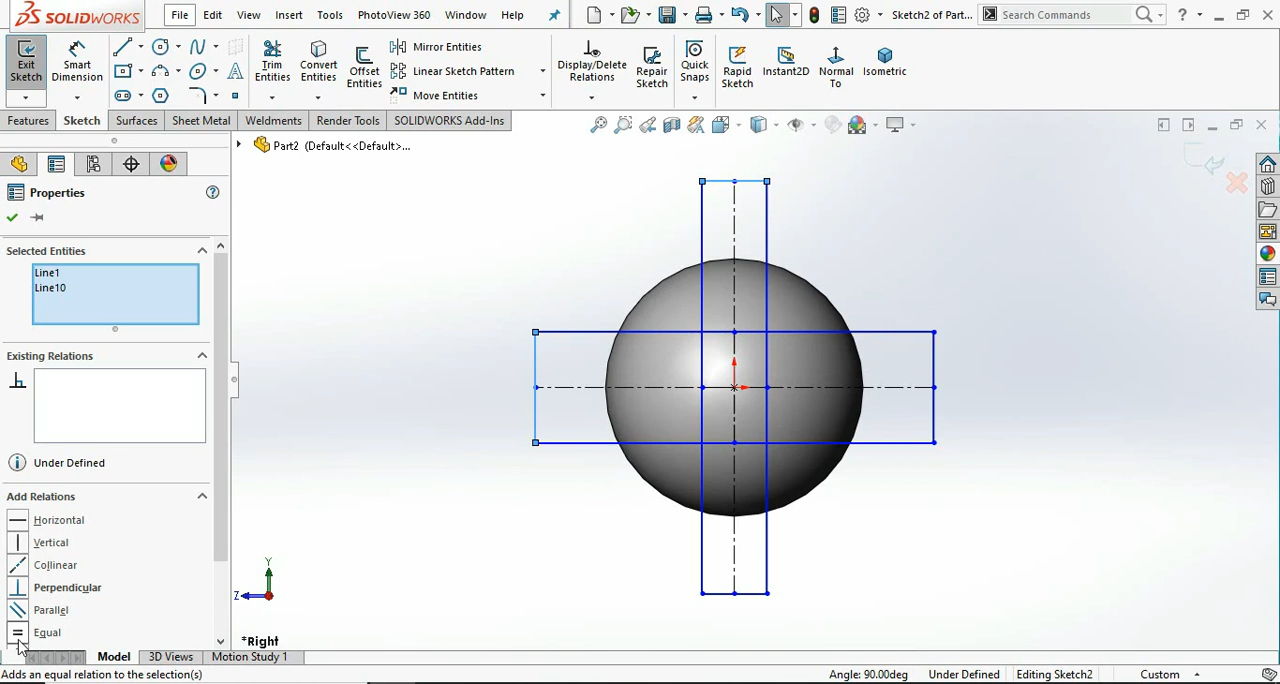 SOLIDWORKS File Edit View Insert Tools PhotoView 360 Window Help Sketch2 of Part... Search Commands ?
Exit Sketch Smart Dimension Trim Entities Convert Entities Offset Entities Mirror Entities Linear Sketch Pattern Move Entities Display/Delete Relations Repair Sketch Quick Snaps Rapid Sketch Instant2D Normal To Isometric
Features Sketch Surfaces Sheet Metal Weldments Render Tools SOLIDWORKS Add-Ins
Part2 (Default<<Default>...
Properties
Selected Entities
Line1
Line10
Existing Relations
Under Defined
Add Relations
Horizontal
Vertical
Collinear
Perpendicular
Parallel
Equal
Y
Z
*Right
Model 3D Views Motion Study 1
Adds an equal relation to the selection(s) Angle: 90.00deg Under Defined Editing Sketch2 Custom